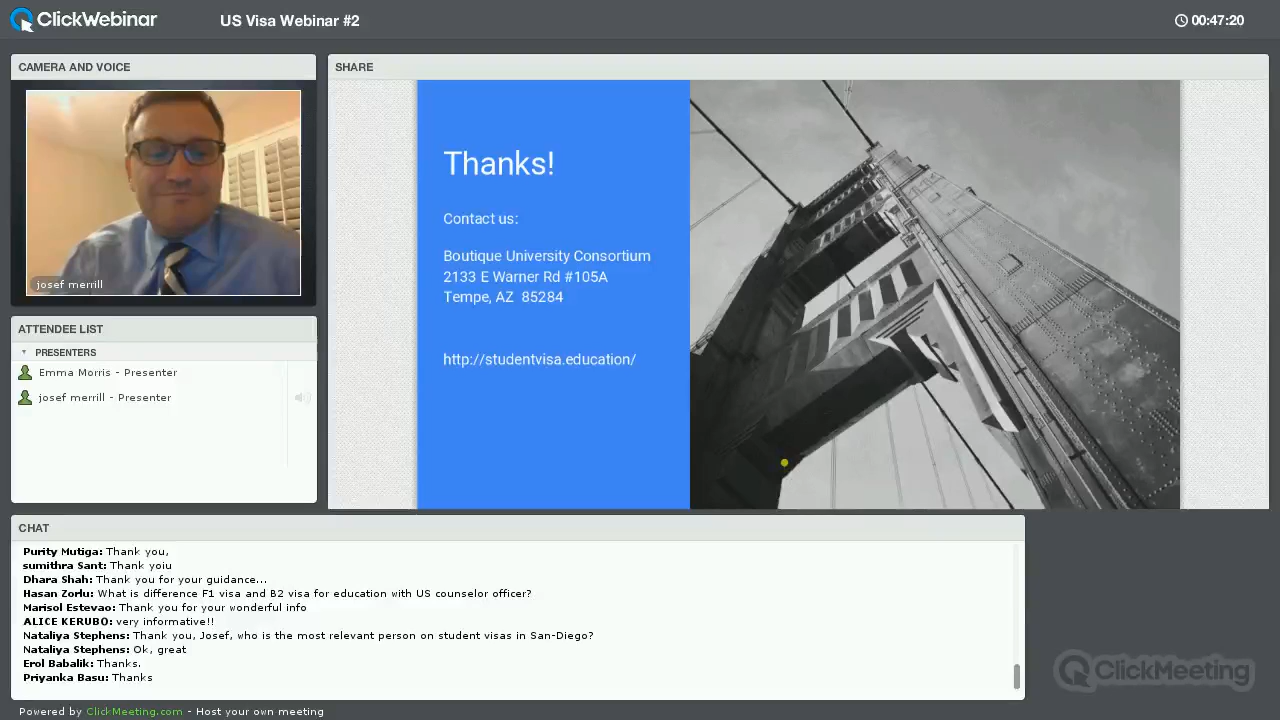 ClickWebinar
US Visa Webinar #2
00:47:20
CAMERA AND VOICE
josef merrill
SHARE
Thanks!
Contact us:
Boutique University Consortium
2133 E Warner Rd #105A
Tempe, AZ 85284
http://studentvisa.education/
ATTENDEE LIST
PRESENTERS
Emma Morris - Presenter
josef merrill - Presenter
CHAT
Purity Mutiga: Thank you,
sumithra Sant: Thank yoiu
Dhara Shah: Thank you for your guidance...
Hasan Zorlu: What is difference F1 visa and B2 visa for education with US counselor officer?
Marisol Estevao: Thank you for your wonderful info
ALICE KERUBO: very informative!!
Nataliya Stephens: Thank you, Josef, who is the most relevant person on student visas in San-Diego?
Nataliya Stephens: Ok, great
Erol Babalik: Thanks.
Priyanka Basu: Thanks
ClickMeeting
Powered by ClickMeeting.com - Host your own meeting